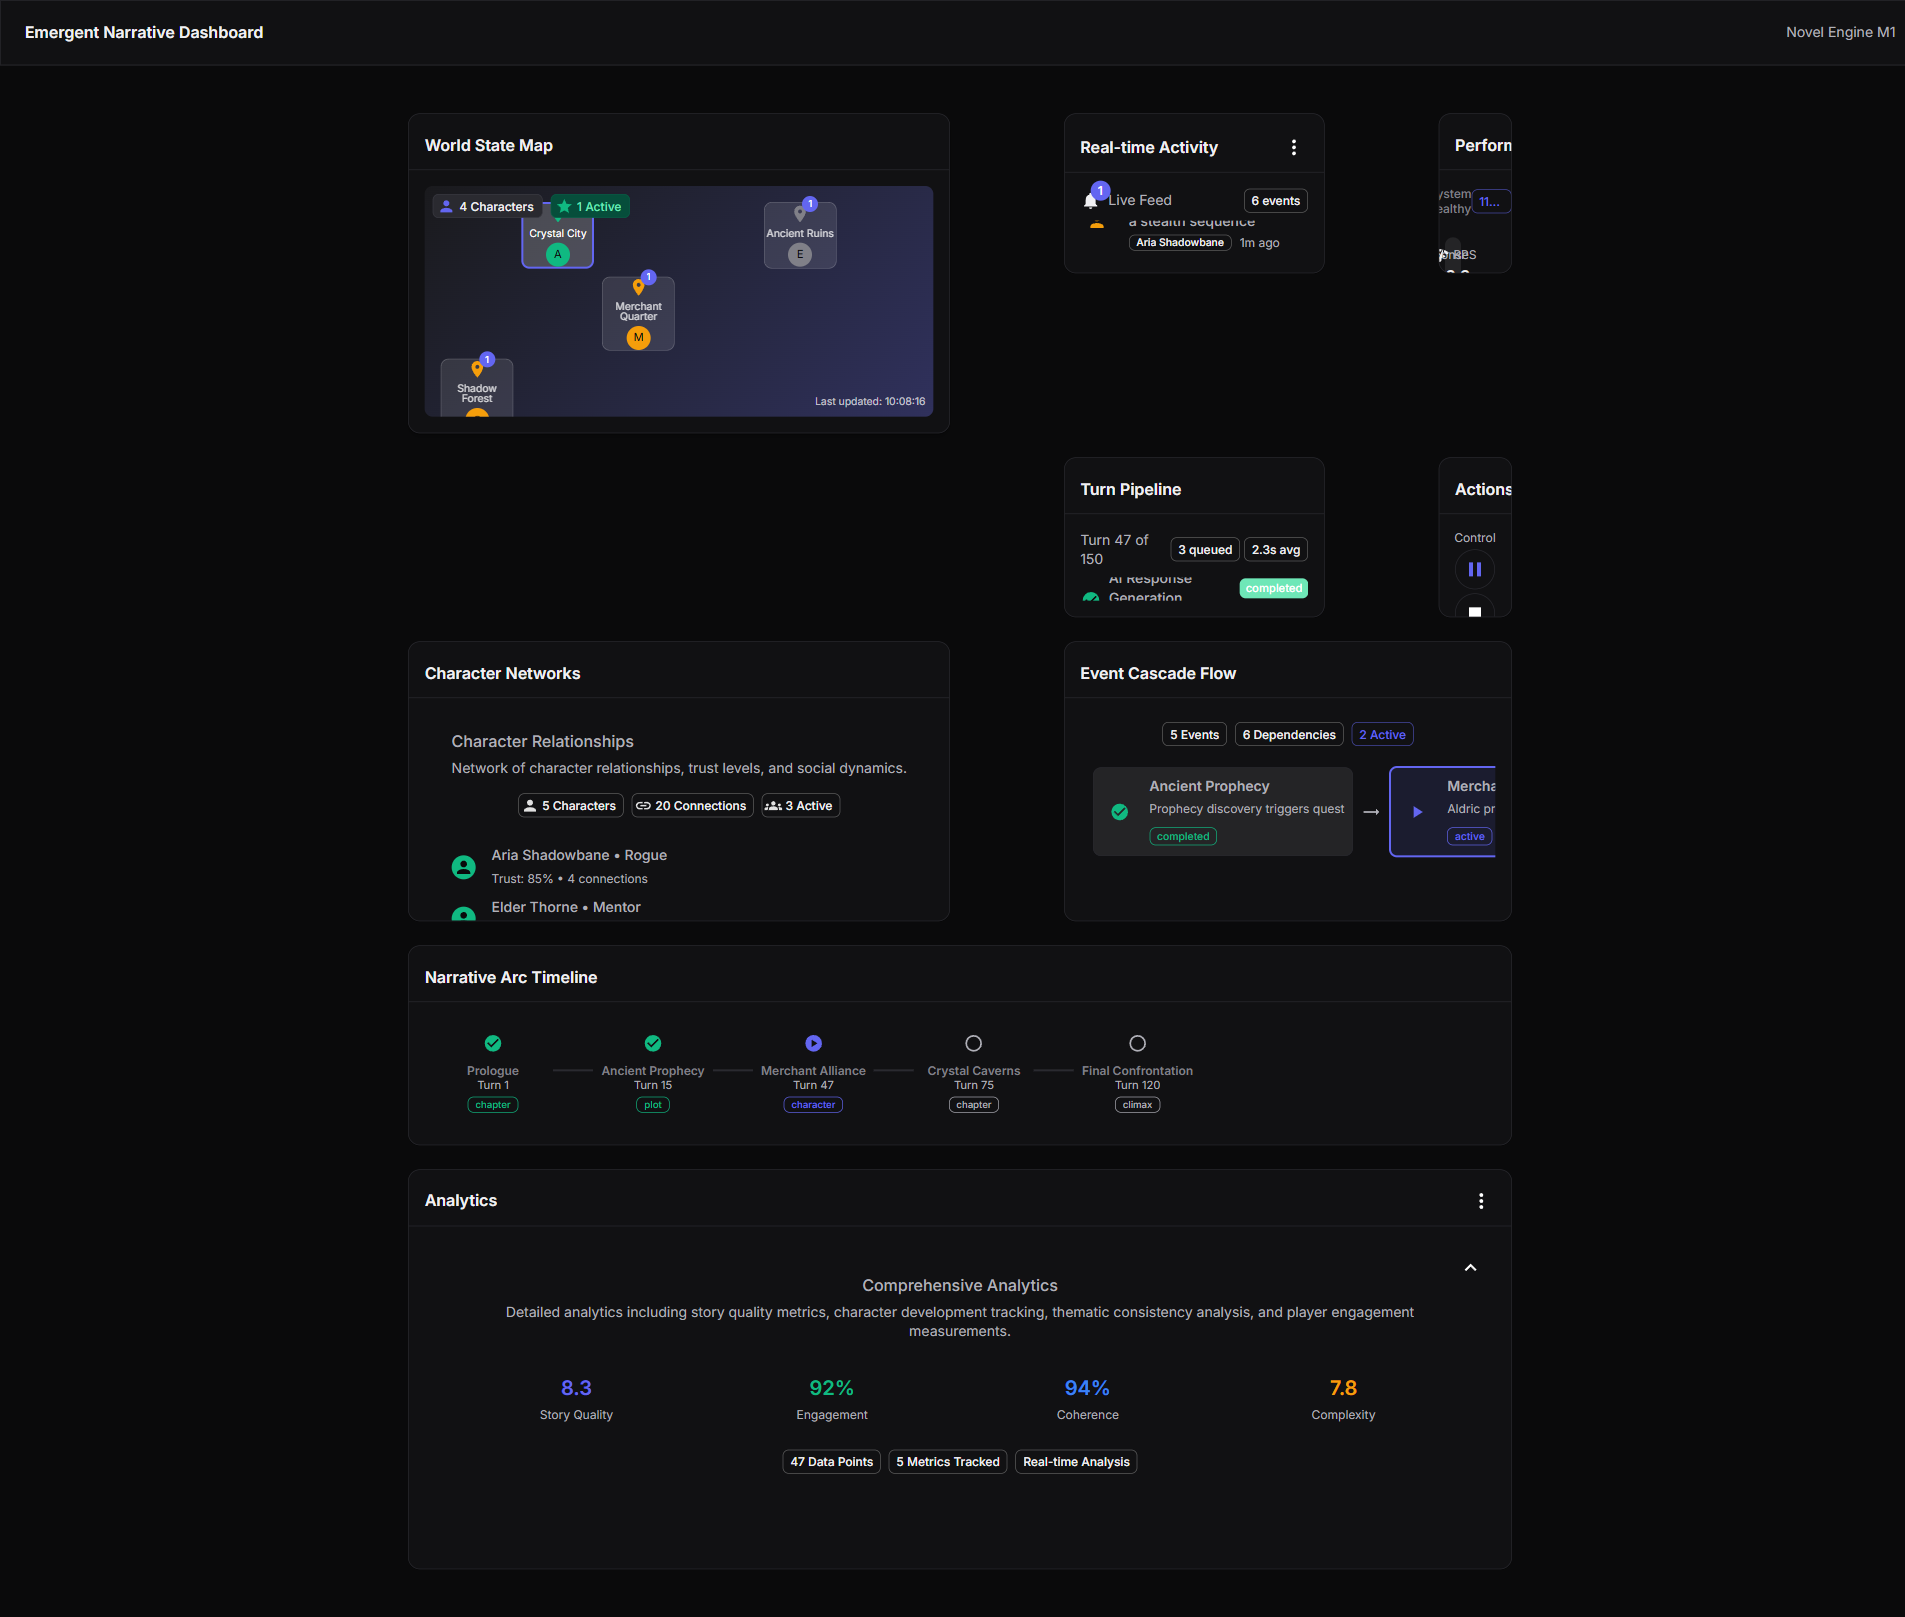 Emergent Narrative Dashboard
Novel Engine M1
World State Map
4 Characters
1 Active
Crystal City
A
1
Ancient Ruins
E
1
Merchant
Quarter
M
1
Shadow
Forest
Last updated: 10:08:16
Real-time Activity
1
Live Feed
6 events
a stealth sequence
Aria Shadowbane
1m ago
Perform
ystem
ealthy
11...
Turn Pipeline
Turn 47 of
150
3 queued
2.3s avg
AI Response
Generation
completed
Actions
Control
Character Networks
Character Relationships
Network of character relationships, trust levels, and social dynamics.
5 Characters
20 Connections
3 Active
Aria Shadowbane • Rogue
Trust: 85% • 4 connections
Elder Thorne • Mentor
Event Cascade Flow
5 Events
6 Dependencies
2 Active
Ancient Prophecy
Prophecy discovery triggers quest
completed
Mercha
Aldric pr
active
Narrative Arc Timeline
Prologue
Turn 1
chapter
Ancient Prophecy
Turn 15
plot
Merchant Alliance
Turn 47
character
Crystal Caverns
Turn 75
chapter
Final Confrontation
Turn 120
climax
Analytics
Comprehensive Analytics
Detailed analytics including story quality metrics, character development tracking, thematic consistency analysis, and player engagement
measurements.
8.3
Story Quality
92%
Engagement
94%
Coherence
7.8
Complexity
47 Data Points
5 Metrics Tracked
Real-time Analysis